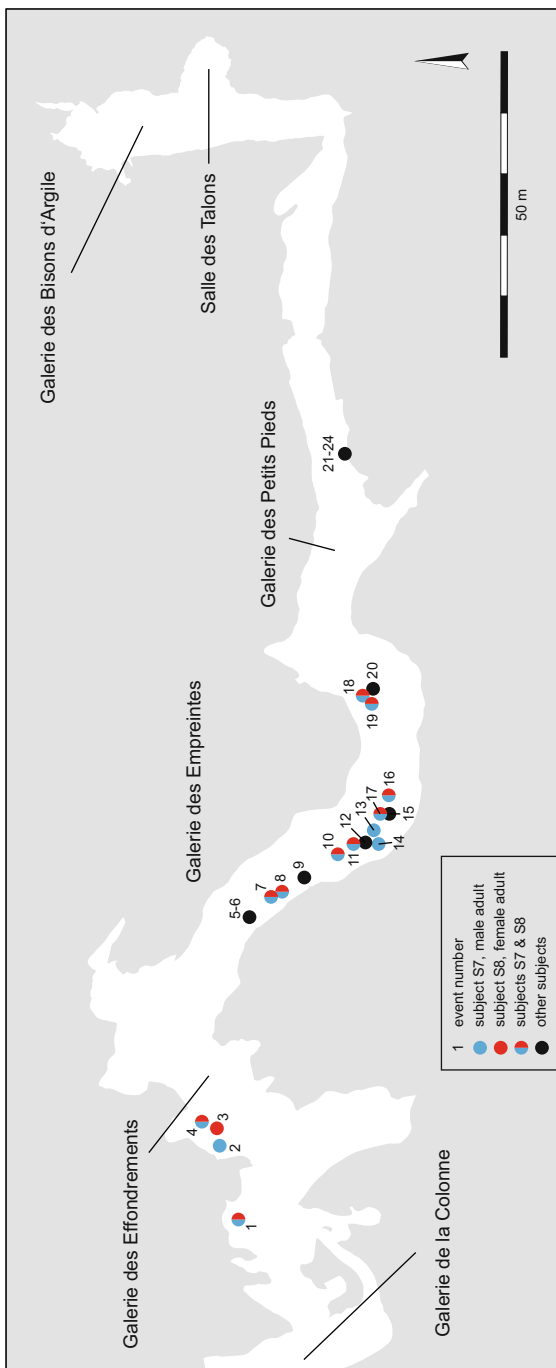 Galerie des Bisons d'Argile
Salle des Talons
50 m
Galerie des Petits Pieds
21-24
Galerie des Empreintes
18
19
20
17
16
15
13
14
12
11
10
9
8
7
5-6
Galerie des Effondrements
4
3
2
1
Galerie de la Colonne
1 event number
subject S7, male adult
subject S8, female adult
subjects S7 & S8
other subjects